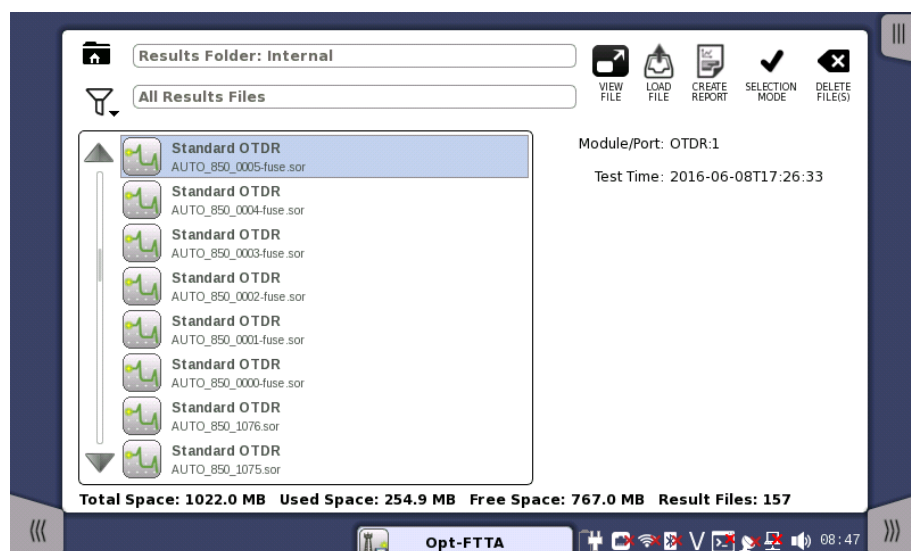 Results Folder: Internal
All Results Files
VIEW FILE
LOAD FILE
CREATE REPORT
SELECTION MODE
DELETE FILE(S)
Standard OTDR
AUTO_850_0005-fuse.sor
Standard OTDR
AUTO_850_0004-fuse.sor
Standard OTDR
AUTO_850_0003-fuse.sor
Standard OTDR
AUTO_850_0002-fuse.sor
Standard OTDR
AUTO_850_0001-fuse.sor
Standard OTDR
AUTO_850_0000-fuse.sor
Standard OTDR
AUTO_850_1076.sor
Standard OTDR
AUTO_850_1075.sor
Module/Port: OTDR:1
Test Time: 2016-06-08T17:26:33
Total Space: 1022.0 MB Used Space: 254.9 MB Free Space: 767.0 MB Result Files: 157
Opt-FTTA
08:47